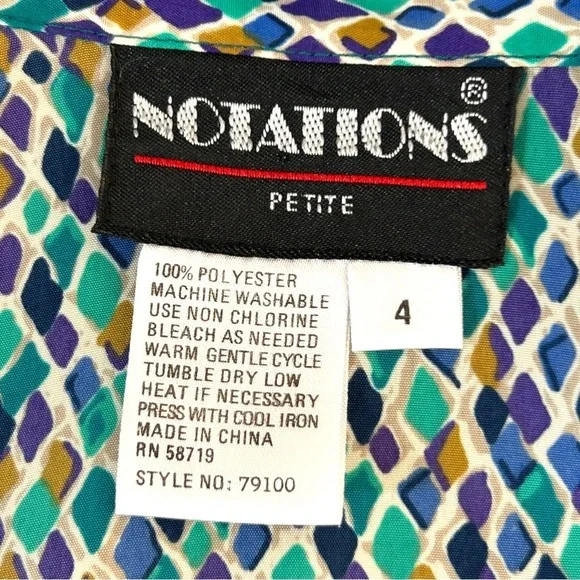 NOTATIONS®
PETITE
4
100% POLYESTER
MACHINE WASHABLE
USE NON CHLORINE
BLEACH AS NEEDED
WARM GENTLE CYCLE
TUMBLE DRY LOW
HEAT IF NECESSARY
PRESS WITH COOL IRON
MADE IN CHINA
RN 58719
STYLE NO: 79100